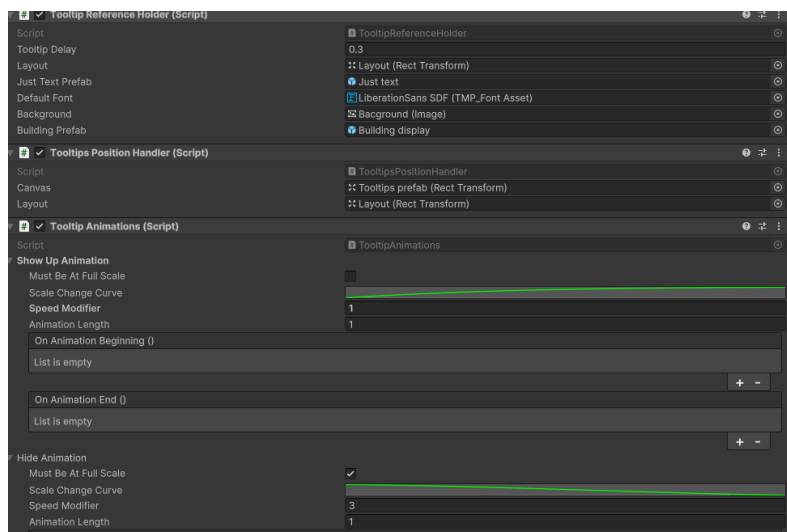 Tooltip Reference Holder (Script)
Script TooltipReferenceHolder
Tooltip Delay 0.3
Layout Layout (Rect Transform)
Just Text Prefab Just text
Default Font LiberationSans SDF (TMP_Font Asset)
Background Bacground (Image)
Building Prefab Building display
Tooltips Position Handler (Script)
Script TooltipsPositionHandler
Canvas Tooltips prefab (Rect Transform)
Layout Layout (Rect Transform)
Tooltip Animations (Script)
Script TooltipAnimations
Show Up Animation
Must Be At Full Scale
Scale Change Curve
Speed Modifier 1
Animation Length 1
On Animation Beginning ()
List is empty
+ -
On Animation End ()
List is empty
+ -
Hide Animation
Must Be At Full Scale
Scale Change Curve
Speed Modifier 3
Animation Length 1